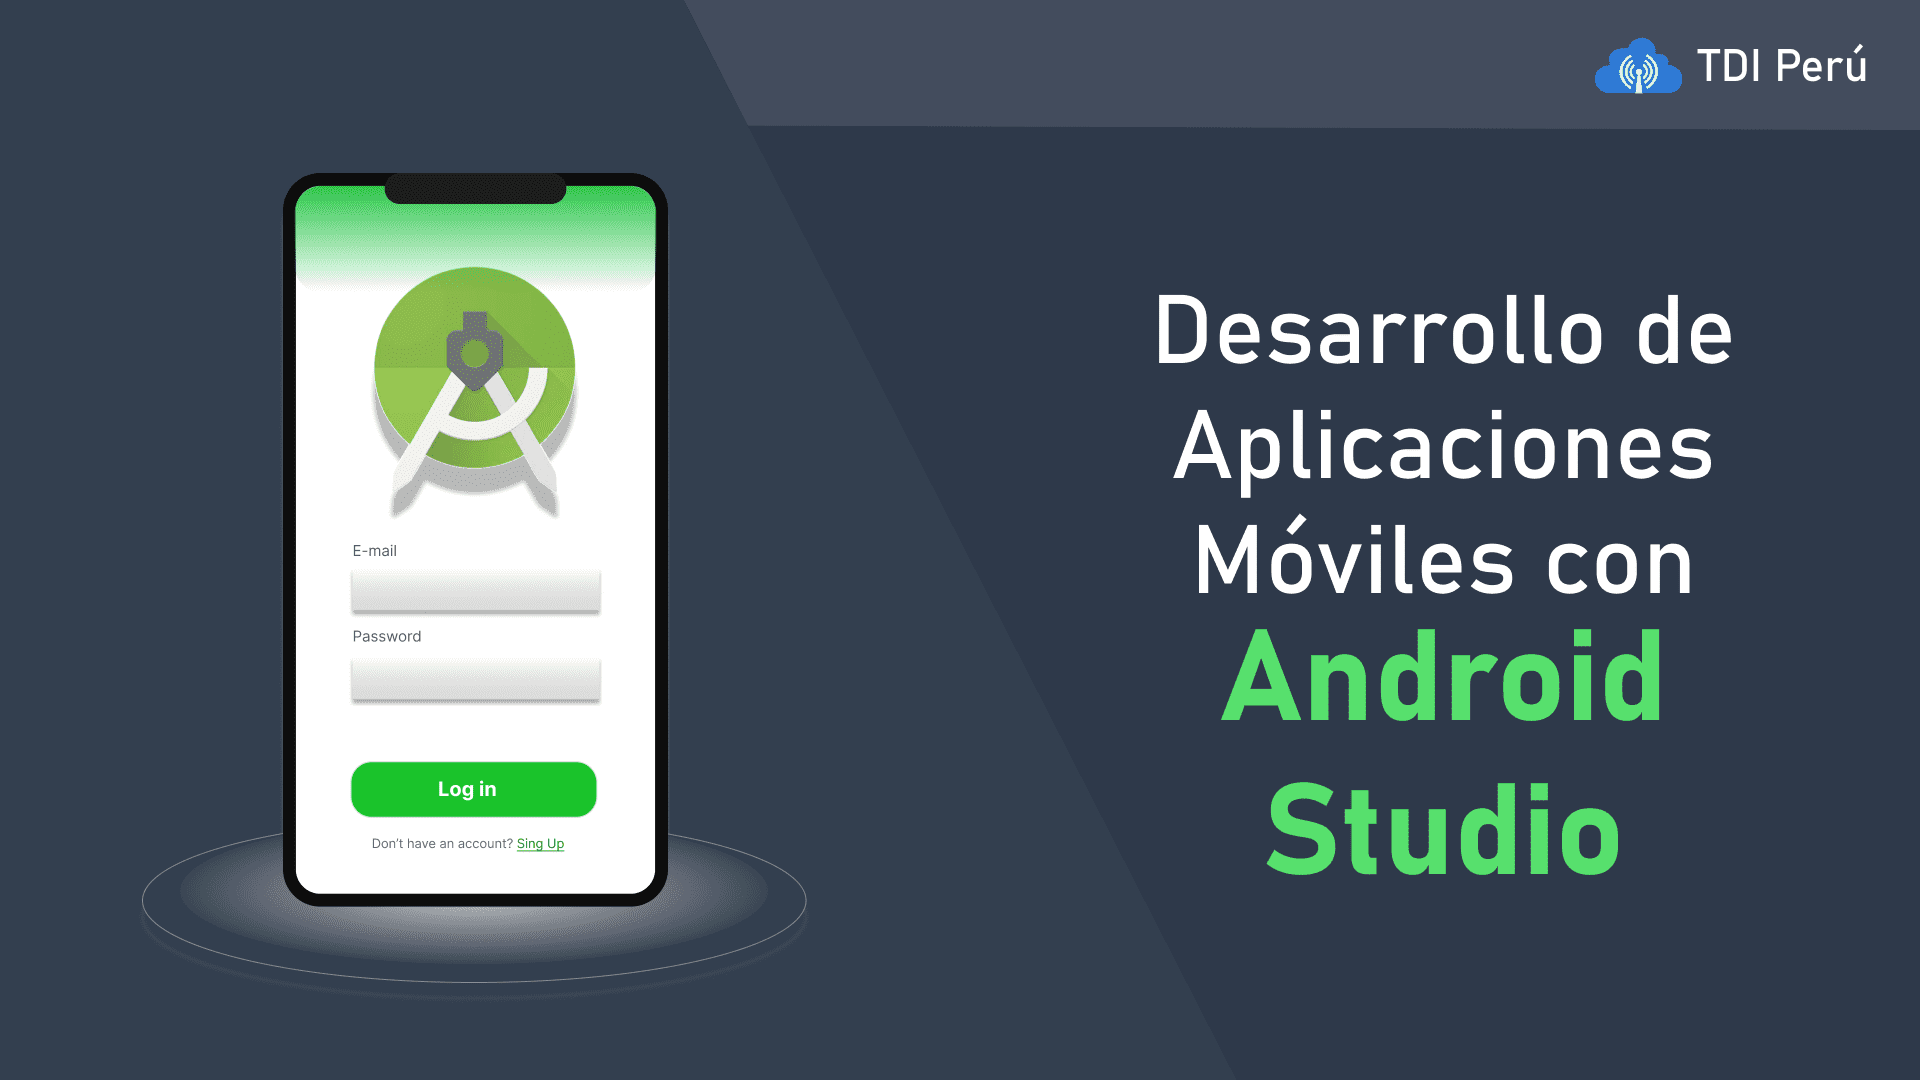 TDI Perú
Desarrollo de
Aplicaciones
Móviles con
Android
Studio
E-mail
Password
Log in
Don't have an account? Sing Up